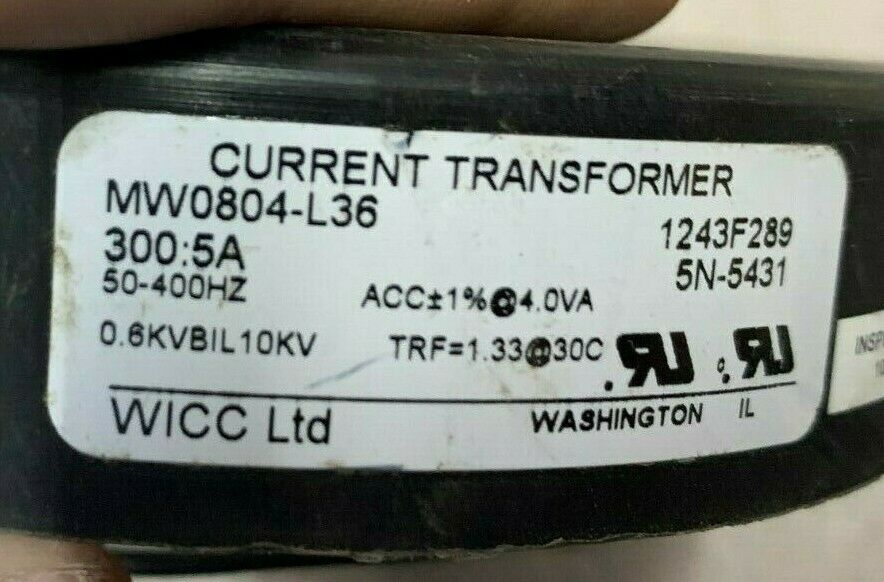 CURRENT TRANSFORMER
MW0804-L36
300:5A
1243F289
50-400HZ
ACC±1%@4.0VA
5N-5431
0.6KVBIL10KV
TRF=1.33@30C
WICC Ltd
WASHINGTON IL